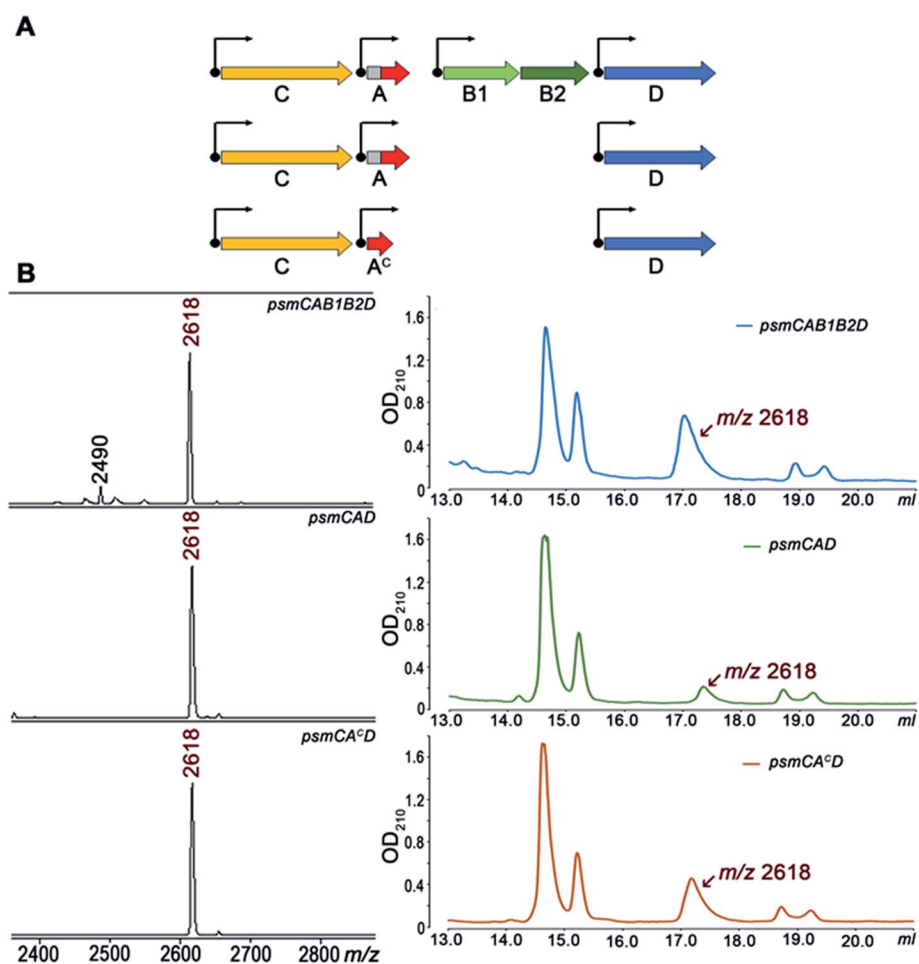 A
C A B1 B2 D
C A D
C Aᶜ D
B
psmCAB1B2D
2618
2490
psmCAD
2618
psmCAᶜD
2618
2400 2500 2600 2700 2800 m/z
1.6
1.2
0.8
0.4
0
OD₂₁₀
psmCAB1B2D
m/z 2618
13.0 14.0 15.0 16.0 17.0 18.0 19.0 20.0 ml
1.6
1.2
0.8
0.4
0
OD₂₁₀
psmCAD
m/z 2618
13.0 14.0 15.0 16.0 17.0 18.0 19.0 20.0 ml
1.6
1.2
0.8
0.4
0
OD₂₁₀
psmCAᶜD
m/z 2618
13.0 14.0 15.0 16.0 17.0 18.0 19.0 20.0 ml